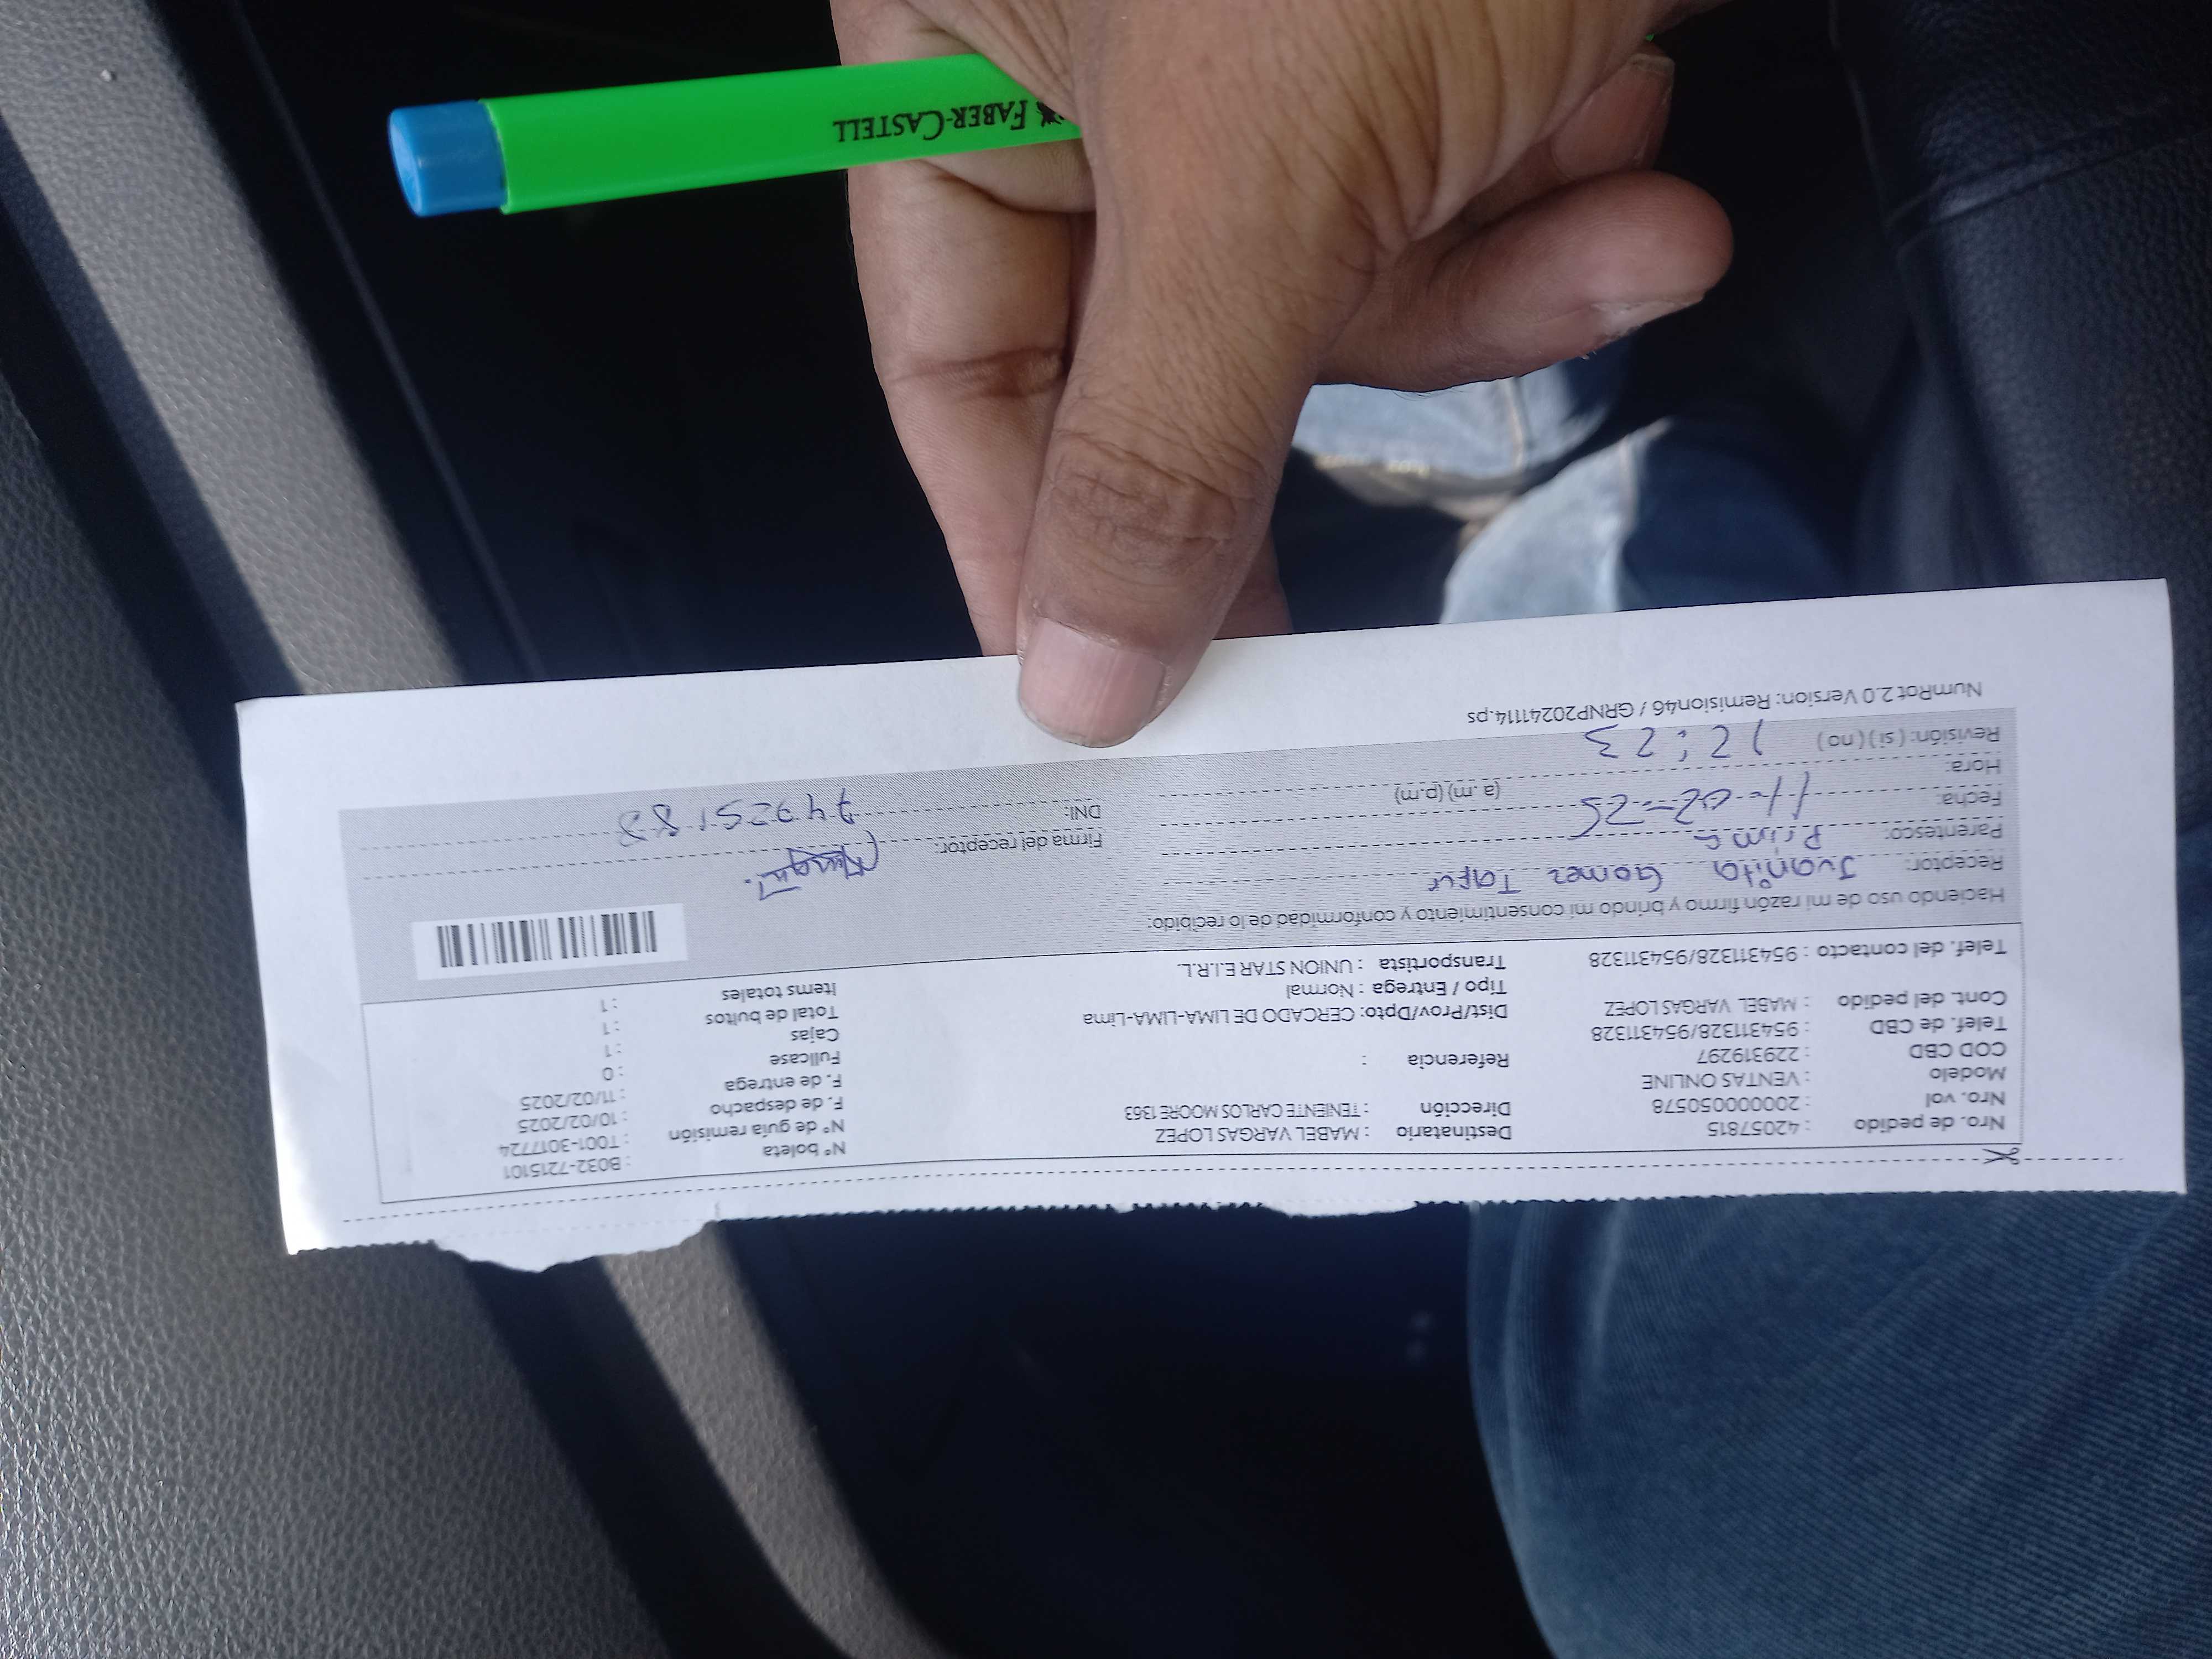 Nro. de pedido : 42057815
Nro. vol : 2000000050578
Modelo : VENTAS ONLINE
COD CBD : 229319297
Telef. de CBD : 954311328/954311328
Cont. del pedido : MABEL VARGAS LOPEZ
Telef. del contacto : 954311328/954311328
Destinatario : MABEL VARGAS LOPEZ
Dirección : TENIENTE CARLOS MOORE 1363
Referencia :
Dist/Prov/Dpto: CERCADO DE LIMA-LIMA-Lima
Tipo / Entrega : Normal
Transportista : UNION STAR E.I.R.L.
N° boleta : B032-7215101
N° de guía remisión : T001-3017724
F. de despacho : 10/02/2025
F. de entrega : 11/02/2025
Fullcase : 0
Cajas : 1
Total de bultos : 1
Items totales : 1
Haciendo uso de mi razón firmo y brindo mi consentimiento y conformidad de lo recibido:
Receptor: Juanita Gomez Tafur
Parentesco: Prima
Fecha: 11-02-25
Hora: (a. m) (p.m)
Revisión: ( si ) ( no ) 12:23
Firma del receptor:
DNI:
NumRot 2.0 Version: Remision46 / GRNP20241114.ps
FABER-CASTELL